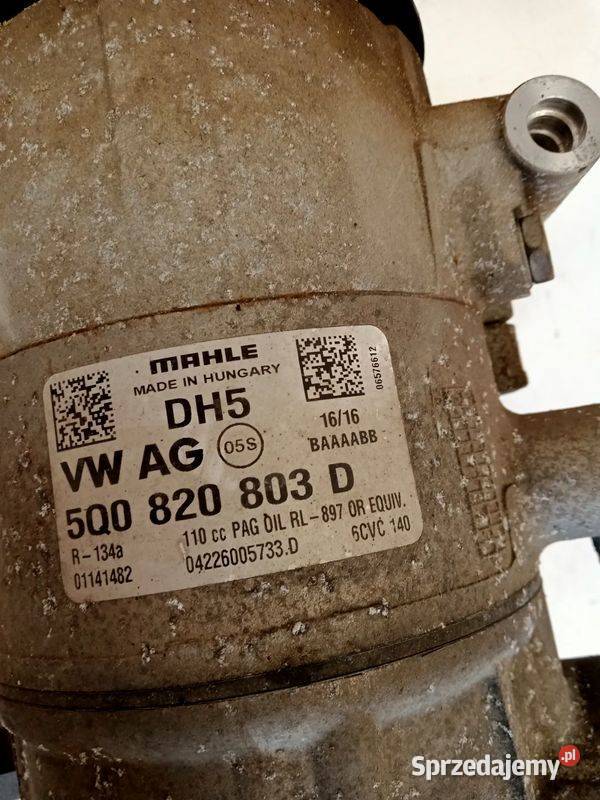 MAHLE
MADE IN HUNGARY
DH5
16/16
BAAAABB
06576612
VW AG 05S
5Q0 820 803 D
110 cc PAG OIL RL-897 OR EQUIV.
R-134a
04226005733.D
6CVC 140
01141482
Sprzedajemy.pl